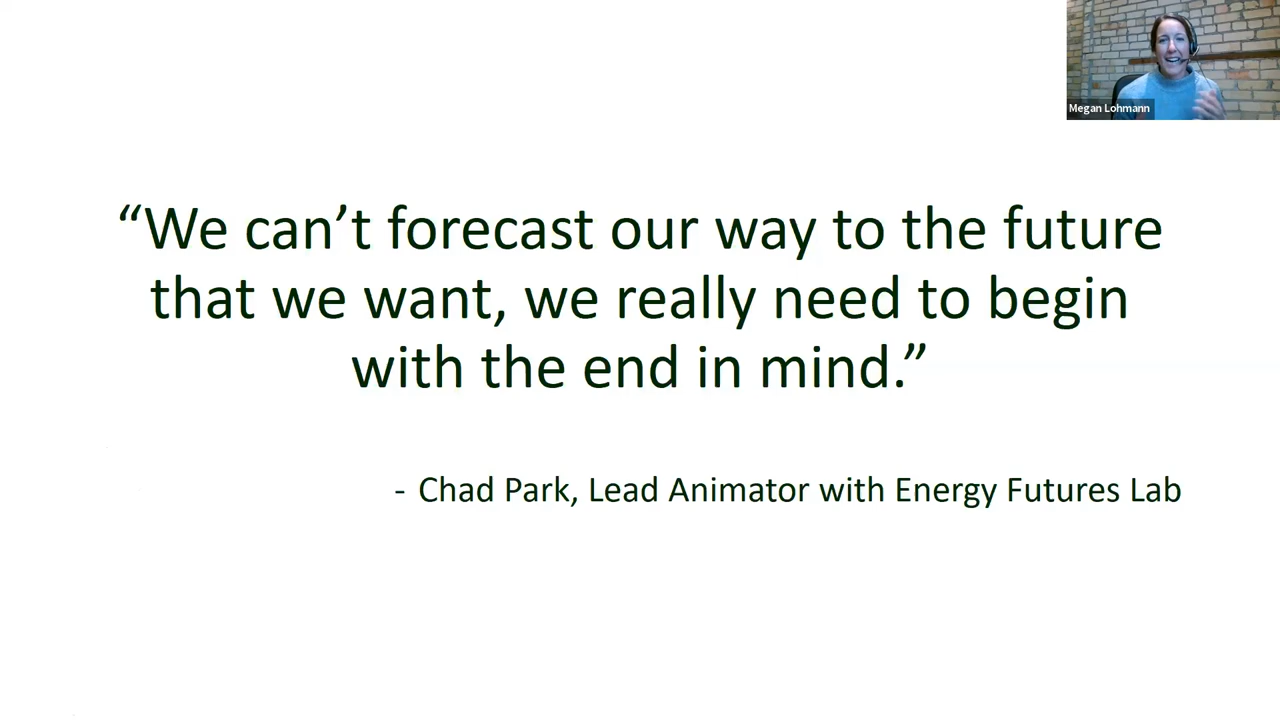 Megan Lohmann
“We can’t forecast our way to the future
that we want, we really need to begin
with the end in mind.”
- Chad Park, Lead Animator with Energy Futures Lab